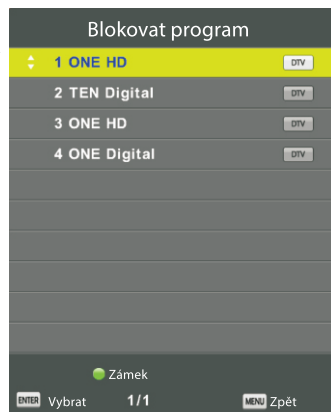 Blokovat program
1 ONE HD DTV
2 TEN Digital DTV
3 ONE HD DTV
4 ONE Digital DTV
Zámek
ENTER Vybrat 1/1 MENU Zpět